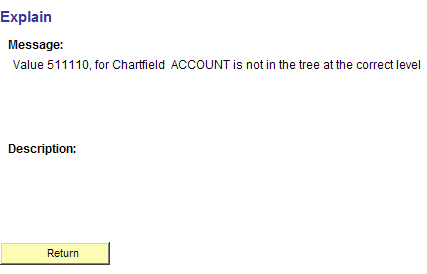 Explain
Message:
Value 511110, for Chartfield ACCOUNT is not in the tree at the correct level
Description:
Return